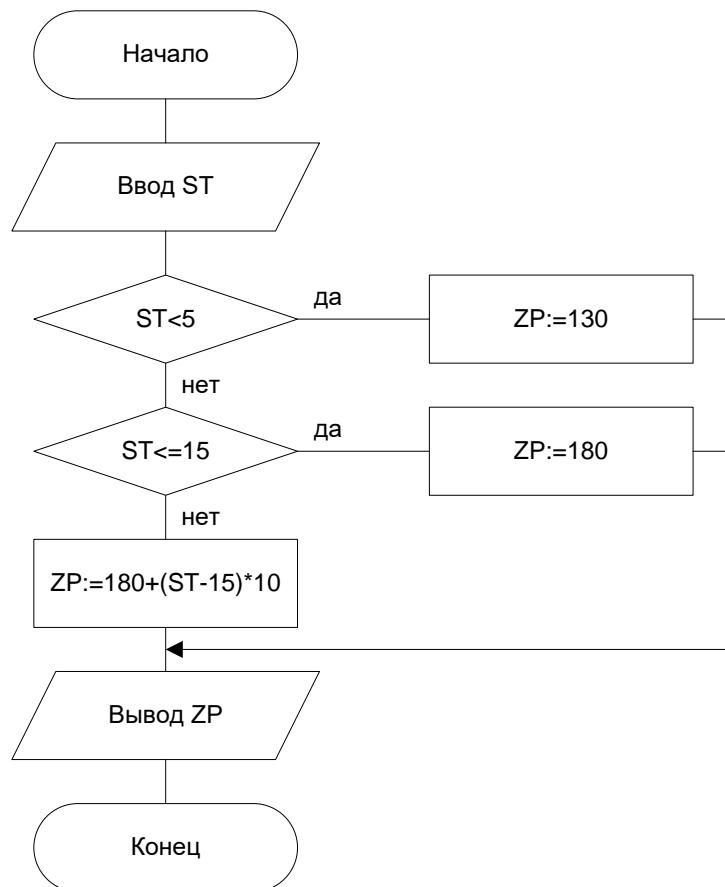 Начало
Ввод ST
ST<5
да
ZP:=130
нет
ST<=15
да
ZP:=180
нет
ZP:=180+(ST-15)*10
Вывод ZP
Конец